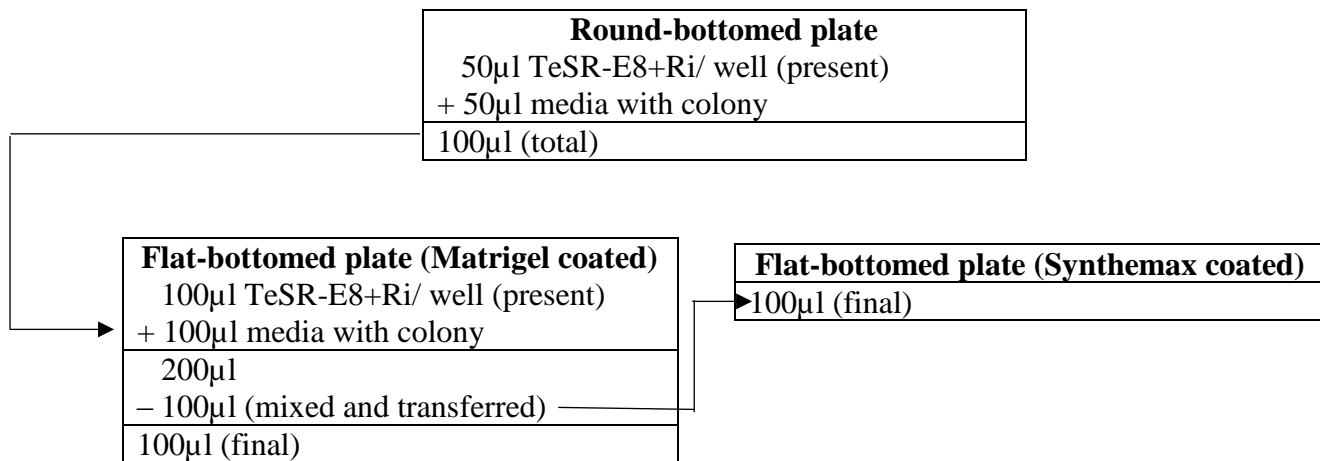 Round-bottomed plate
50µl TeSR-E8+Ri/ well (present)
+ 50µl media with colony
100µl (total)
Flat-bottomed plate (Matrigel coated)
100µl TeSR-E8+Ri/ well (present)
+ 100µl media with colony
200µl
– 100µl (mixed and transferred)
100µl (final)
Flat-bottomed plate (Synthemax coated)
100µl (final)